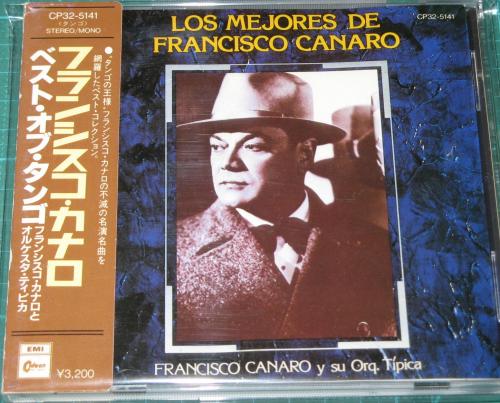 CP32-5141
〈タンゴ〉
STEREO/MONO
フランシスコ・カナロ
ベスト・オブ・タンゴ
フランシスコ・カナロと
オルケスタ・ティピカ
●“タンゴの王様”フランシスコ・カナロの不滅の名演名曲を
網羅したベスト・コレクション。
EMI
Odeon
¥3,200
CP32-5141
LOS MEJORES DE
FRANCISCO CANARO
FRANCISCO CANARO y su Orq. Típica